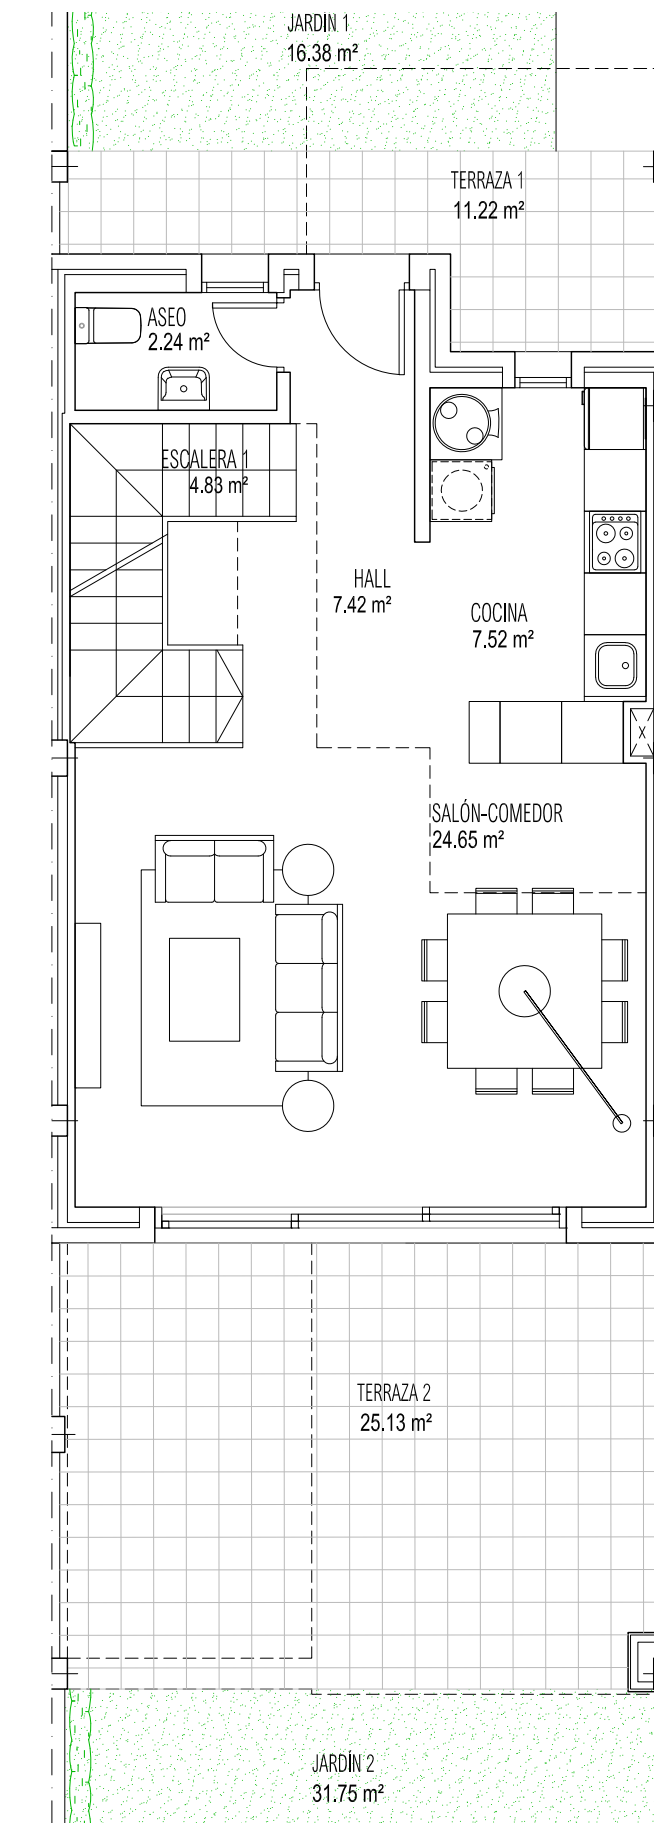 JARDÍN 1
16.38 m²
TERRAZA 1
11.22 m²
ASEO
2.24 m²
ESCALERA 1
4.83 m²
HALL
7.42 m²
COCINA
7.52 m²
SALÓN-COMEDOR
24.65 m²
TERRAZA 2
25.13 m²
JARDÍN 2
31.75 m²